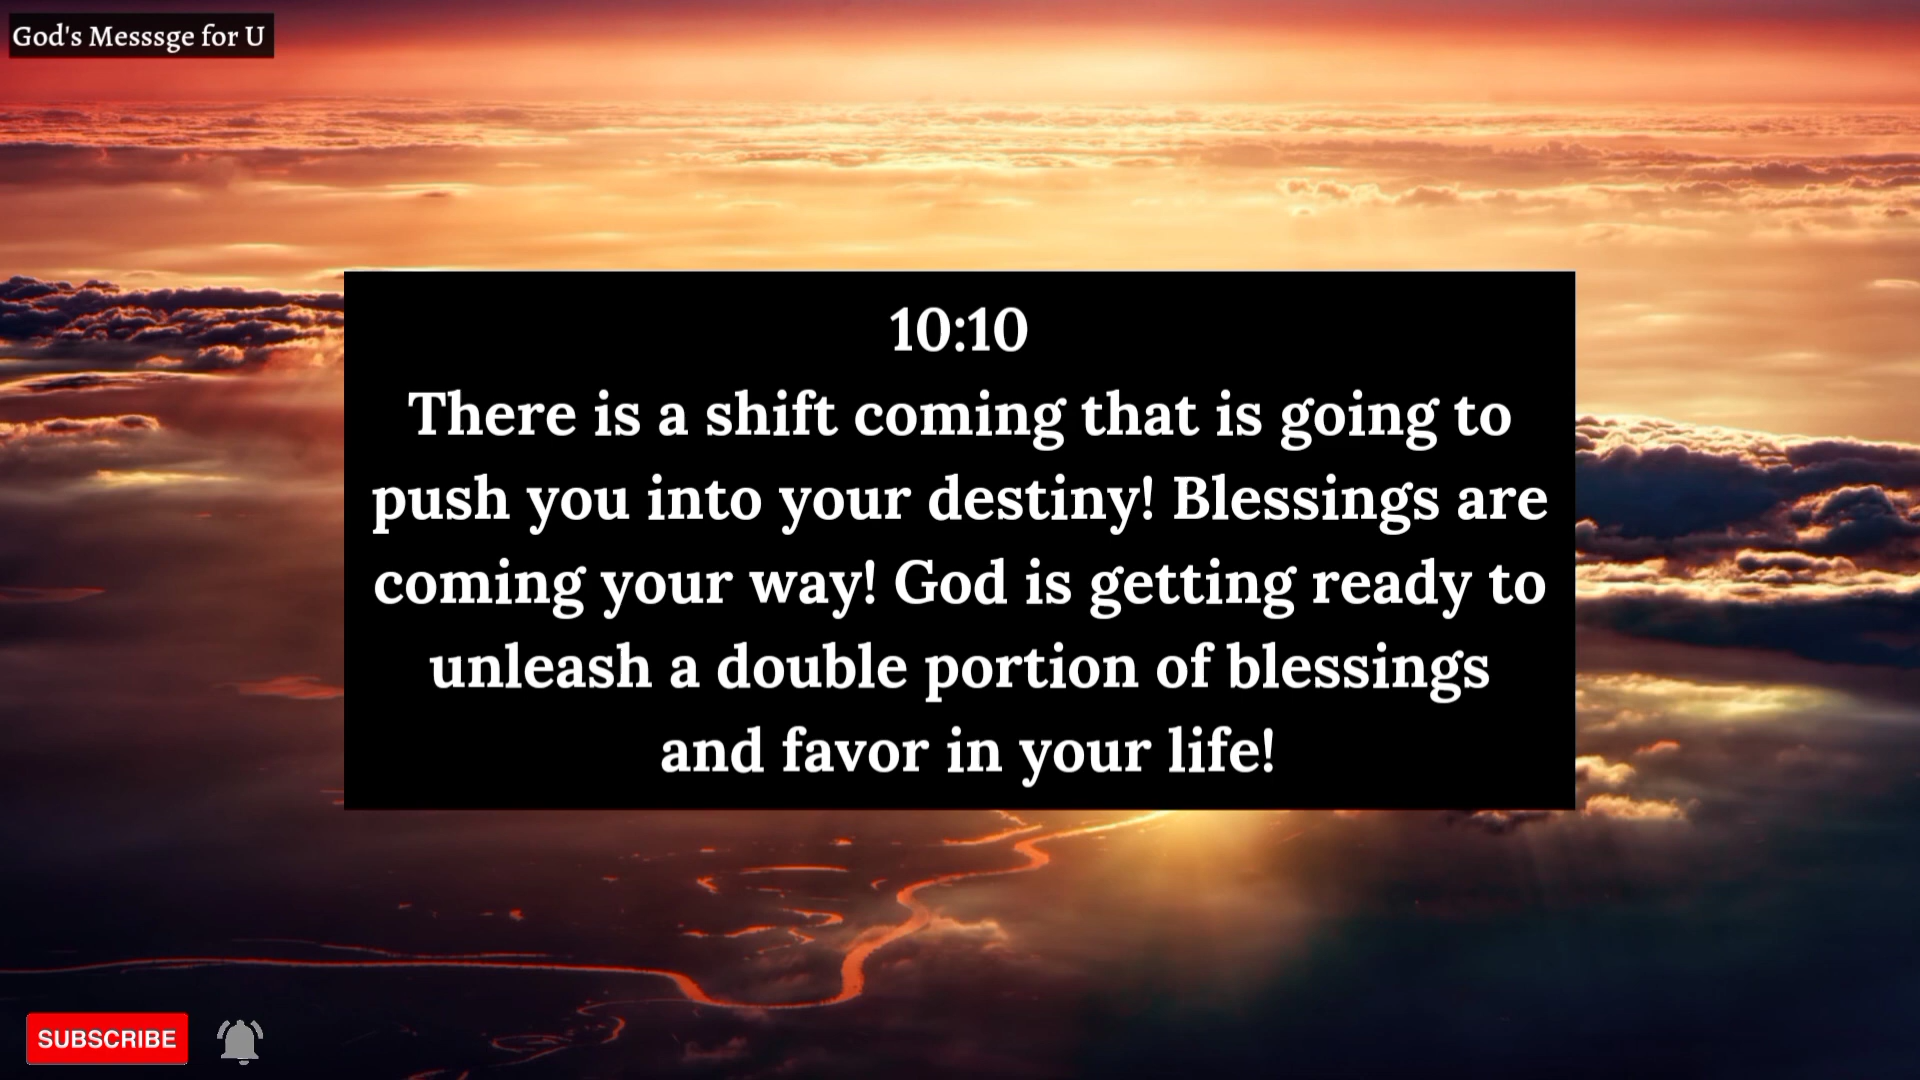 God's Messsge for U
10:10
There is a shift coming that is going to
push you into your destiny! Blessings are
coming your way! God is getting ready to
unleash a double portion of blessings
and favor in your life!
SUBSCRIBE